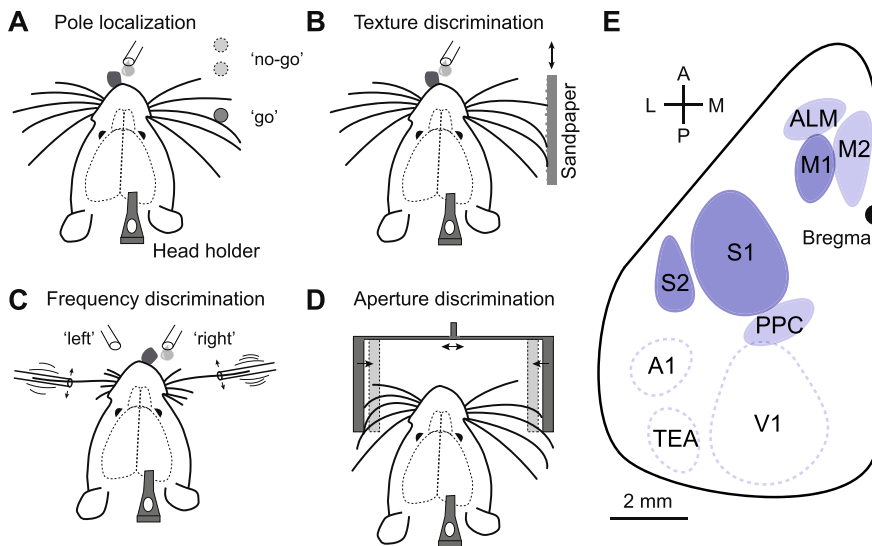 A Pole localization
'no-go'
'go'
Head holder
B Texture discrimination
Sandpaper
C Frequency discrimination
'left'
'right'
D Aperture discrimination
E
A
L M
P
ALM
M2
M1
Bregma
S1
S2
PPC
A1
V1
TEA
2 mm